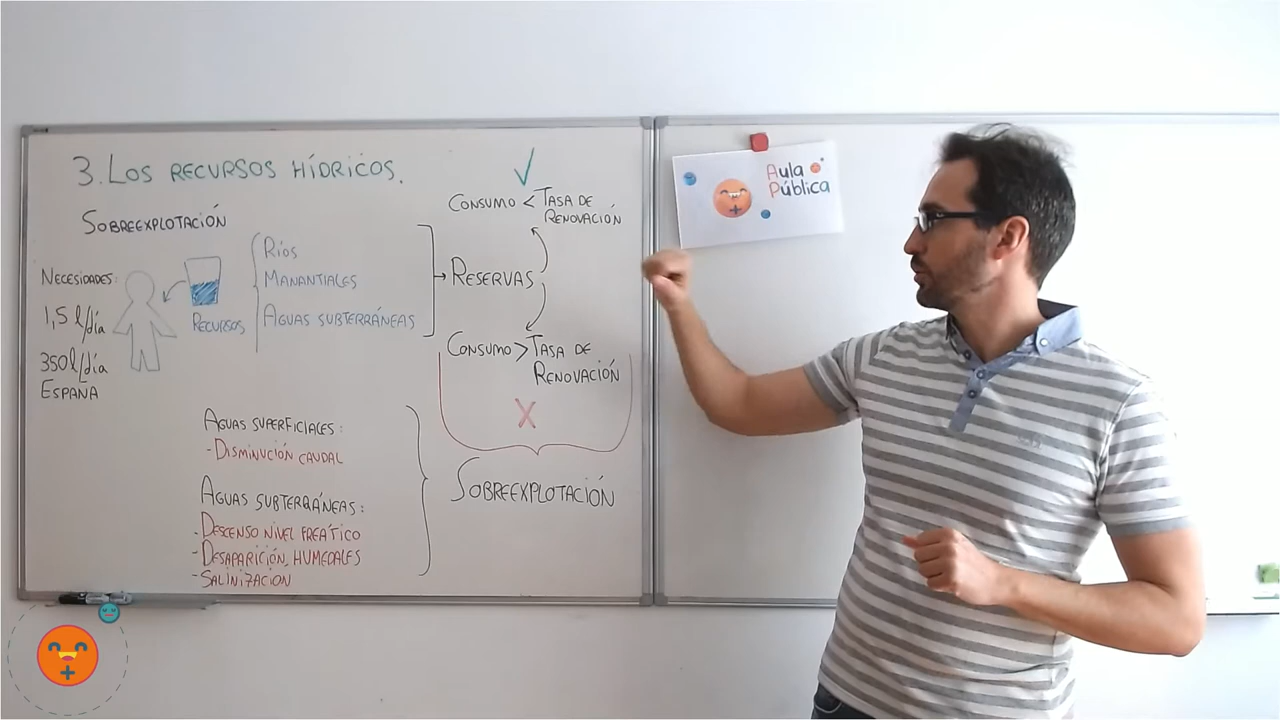 3. LOS RECURSOS HÍDRICOS.
SOBREEXPLOTACIÓN
NECESIDADES:
1,5 l/día
350 l/día
ESPAÑA
RECURSOS
RÍOS
MANANTIALES
AGUAS SUBTERRÁNEAS
RESERVAS
CONSUMO < TASA DE
RENOVACIÓN
CONSUMO > TASA DE
RENOVACIÓN
X
SOBREEXPLOTACIÓN
AGUAS SUPERFICIALES:
- DISMINUCIÓN CAUDAL
AGUAS SUBTERRÁNEAS:
- DESCENSO NIVEL FREÁTICO
- DESAPARICIÓN, HUMEDALES
- SALINIZACION
Aula
Pública